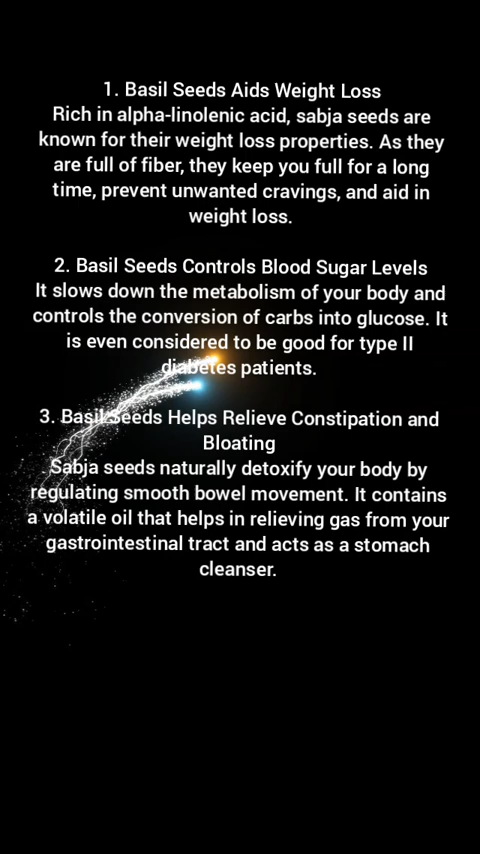 1. Basil Seeds Aids Weight Loss
Rich in alpha-linolenic acid, sabja seeds are
known for their weight loss properties. As they
are full of fiber, they keep you full for a long
time, prevent unwanted cravings, and aid in
weight loss.
2. Basil Seeds Controls Blood Sugar Levels
It slows down the metabolism of your body and
controls the conversion of carbs into glucose. It
is even considered to be good for type II
diabetes patients.
3. Basil Seeds Helps Relieve Constipation and
Bloating
Sabja seeds naturally detoxify your body by
regulating smooth bowel movement. It contains
a volatile oil that helps in relieving gas from your
gastrointestinal tract and acts as a stomach
cleanser.